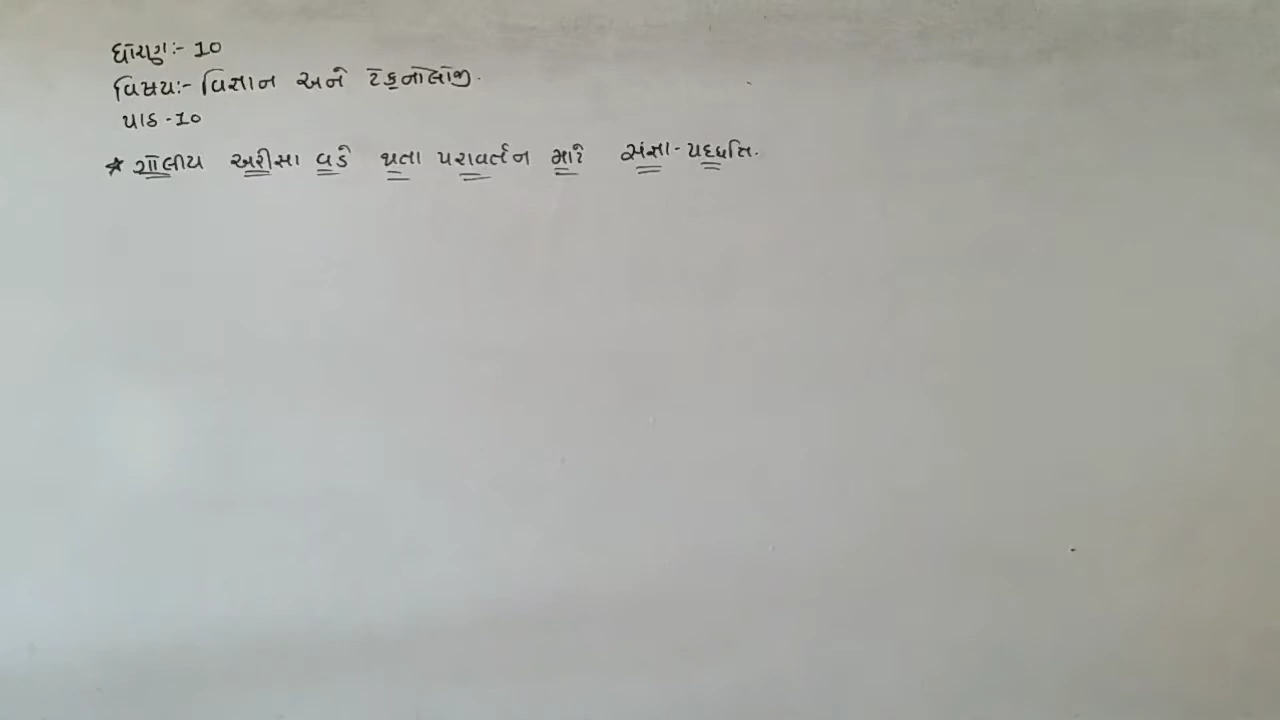 ધોરણ:- 10
વિષય:- વિજ્ઞાન અને ટેકનોલોજી.
પાઠ -10
* ગોલીય અરીસા વડે થતા પરાવર્તન માટે સંજ્ઞા-પદ્ધતિ.